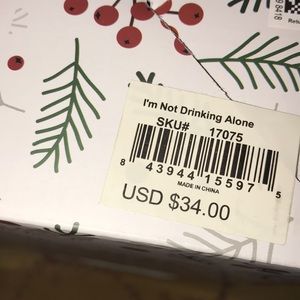 I'm Not Drinking Alone
SKU# 17075
8 43944 15597 5
MADE IN CHINA
USD $34.00